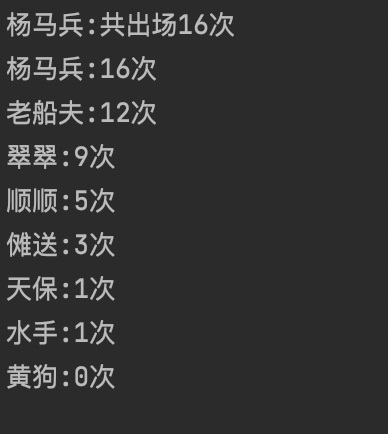 杨马兵:共出场16次
杨马兵:16次
老船夫:12次
翠翠:9次
顺顺:5次
傩送:3次
天保:1次
水手:1次
黄狗:0次